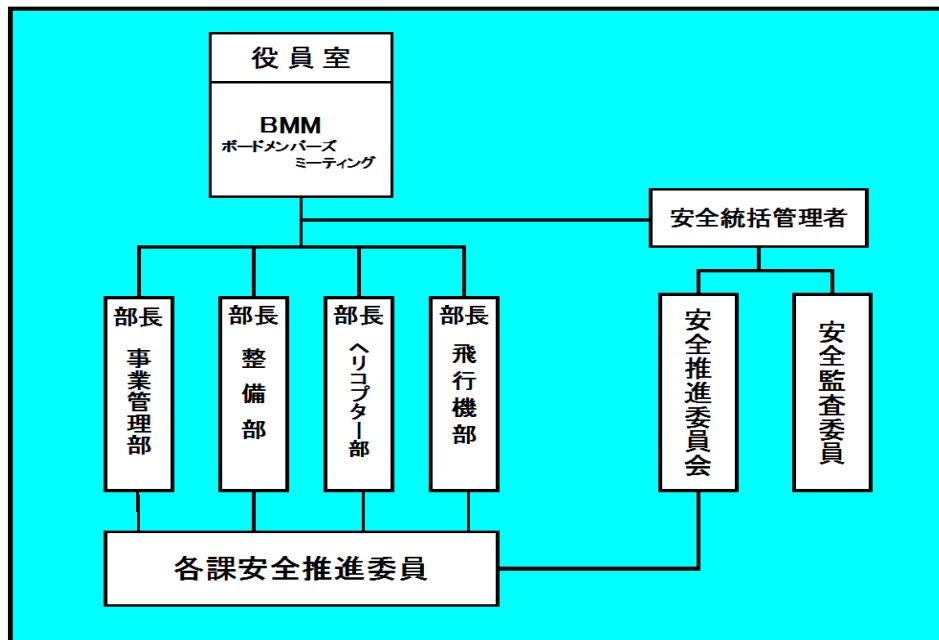 役員室
BMM
ボードメンバーズ
ミーティング
安全統括管理者
部長
事業管理部
部長
整備部
部長
ヘリコプター部
部長
飛行機部
安全推進委員会
安全監査委員
各課安全推進委員